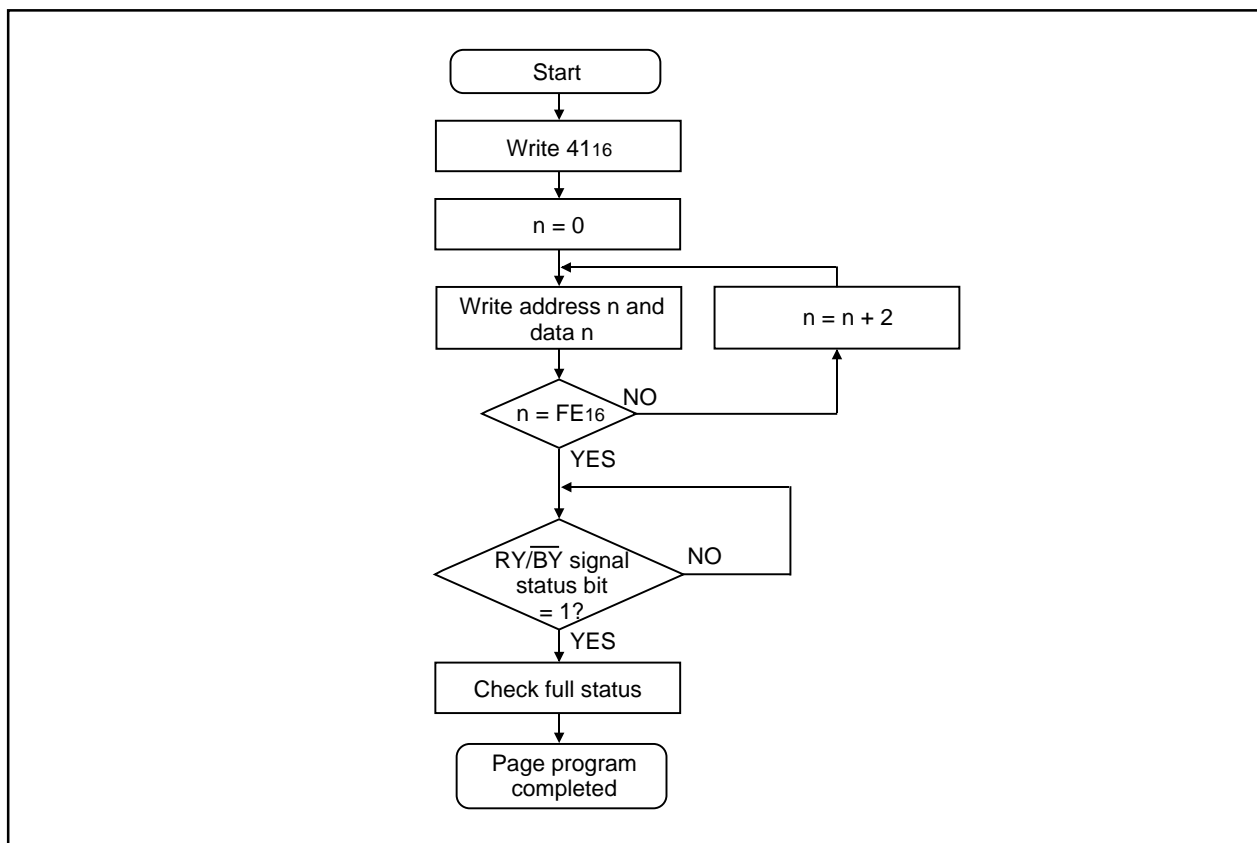 Start
Write 4116
n = 0
Write address n and
data n
n = n + 2
n = FE16
NO
YES
RY/B̅Y̅ signal
status bit
= 1?
NO
YES
Check full status
Page program
completed